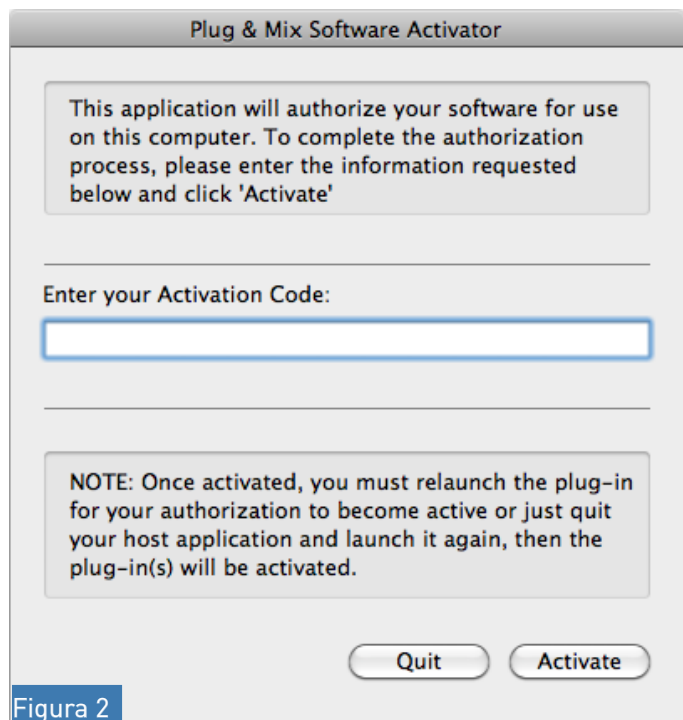 Plug & Mix Software Activator
This application will authorize your software for use
on this computer. To complete the authorization
process, please enter the information requested
below and click 'Activate'
Enter your Activation Code:
NOTE: Once activated, you must relaunch the plug-in
for your authorization to become active or just quit
your host application and launch it again, then the
plug-in(s) will be activated.
Quit Activate
Figura 2